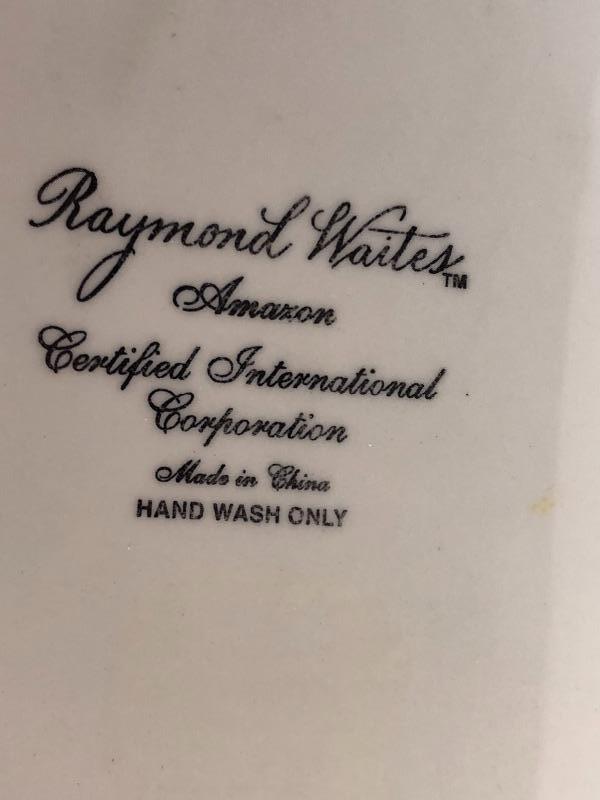 Raymond Waites™
Amazon
Certified International
Corporation
Made in China
HAND WASH ONLY